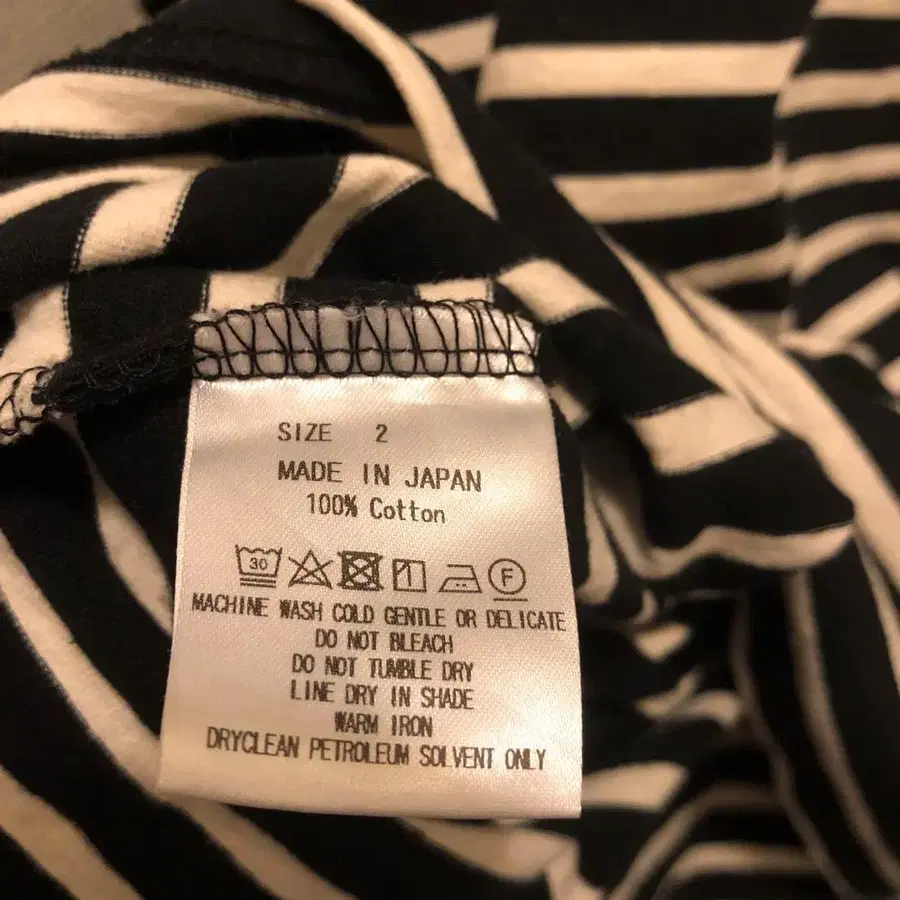 SIZE 2
MADE IN JAPAN
100% Cotton
30 F
MACHINE WASH COLD GENTLE OR DELICATE
DO NOT BLEACH
DO NOT TUMBLE DRY
LINE DRY IN SHADE
WARM IRON
DRYCLEAN PETROLEUM SOLVENT ONLY